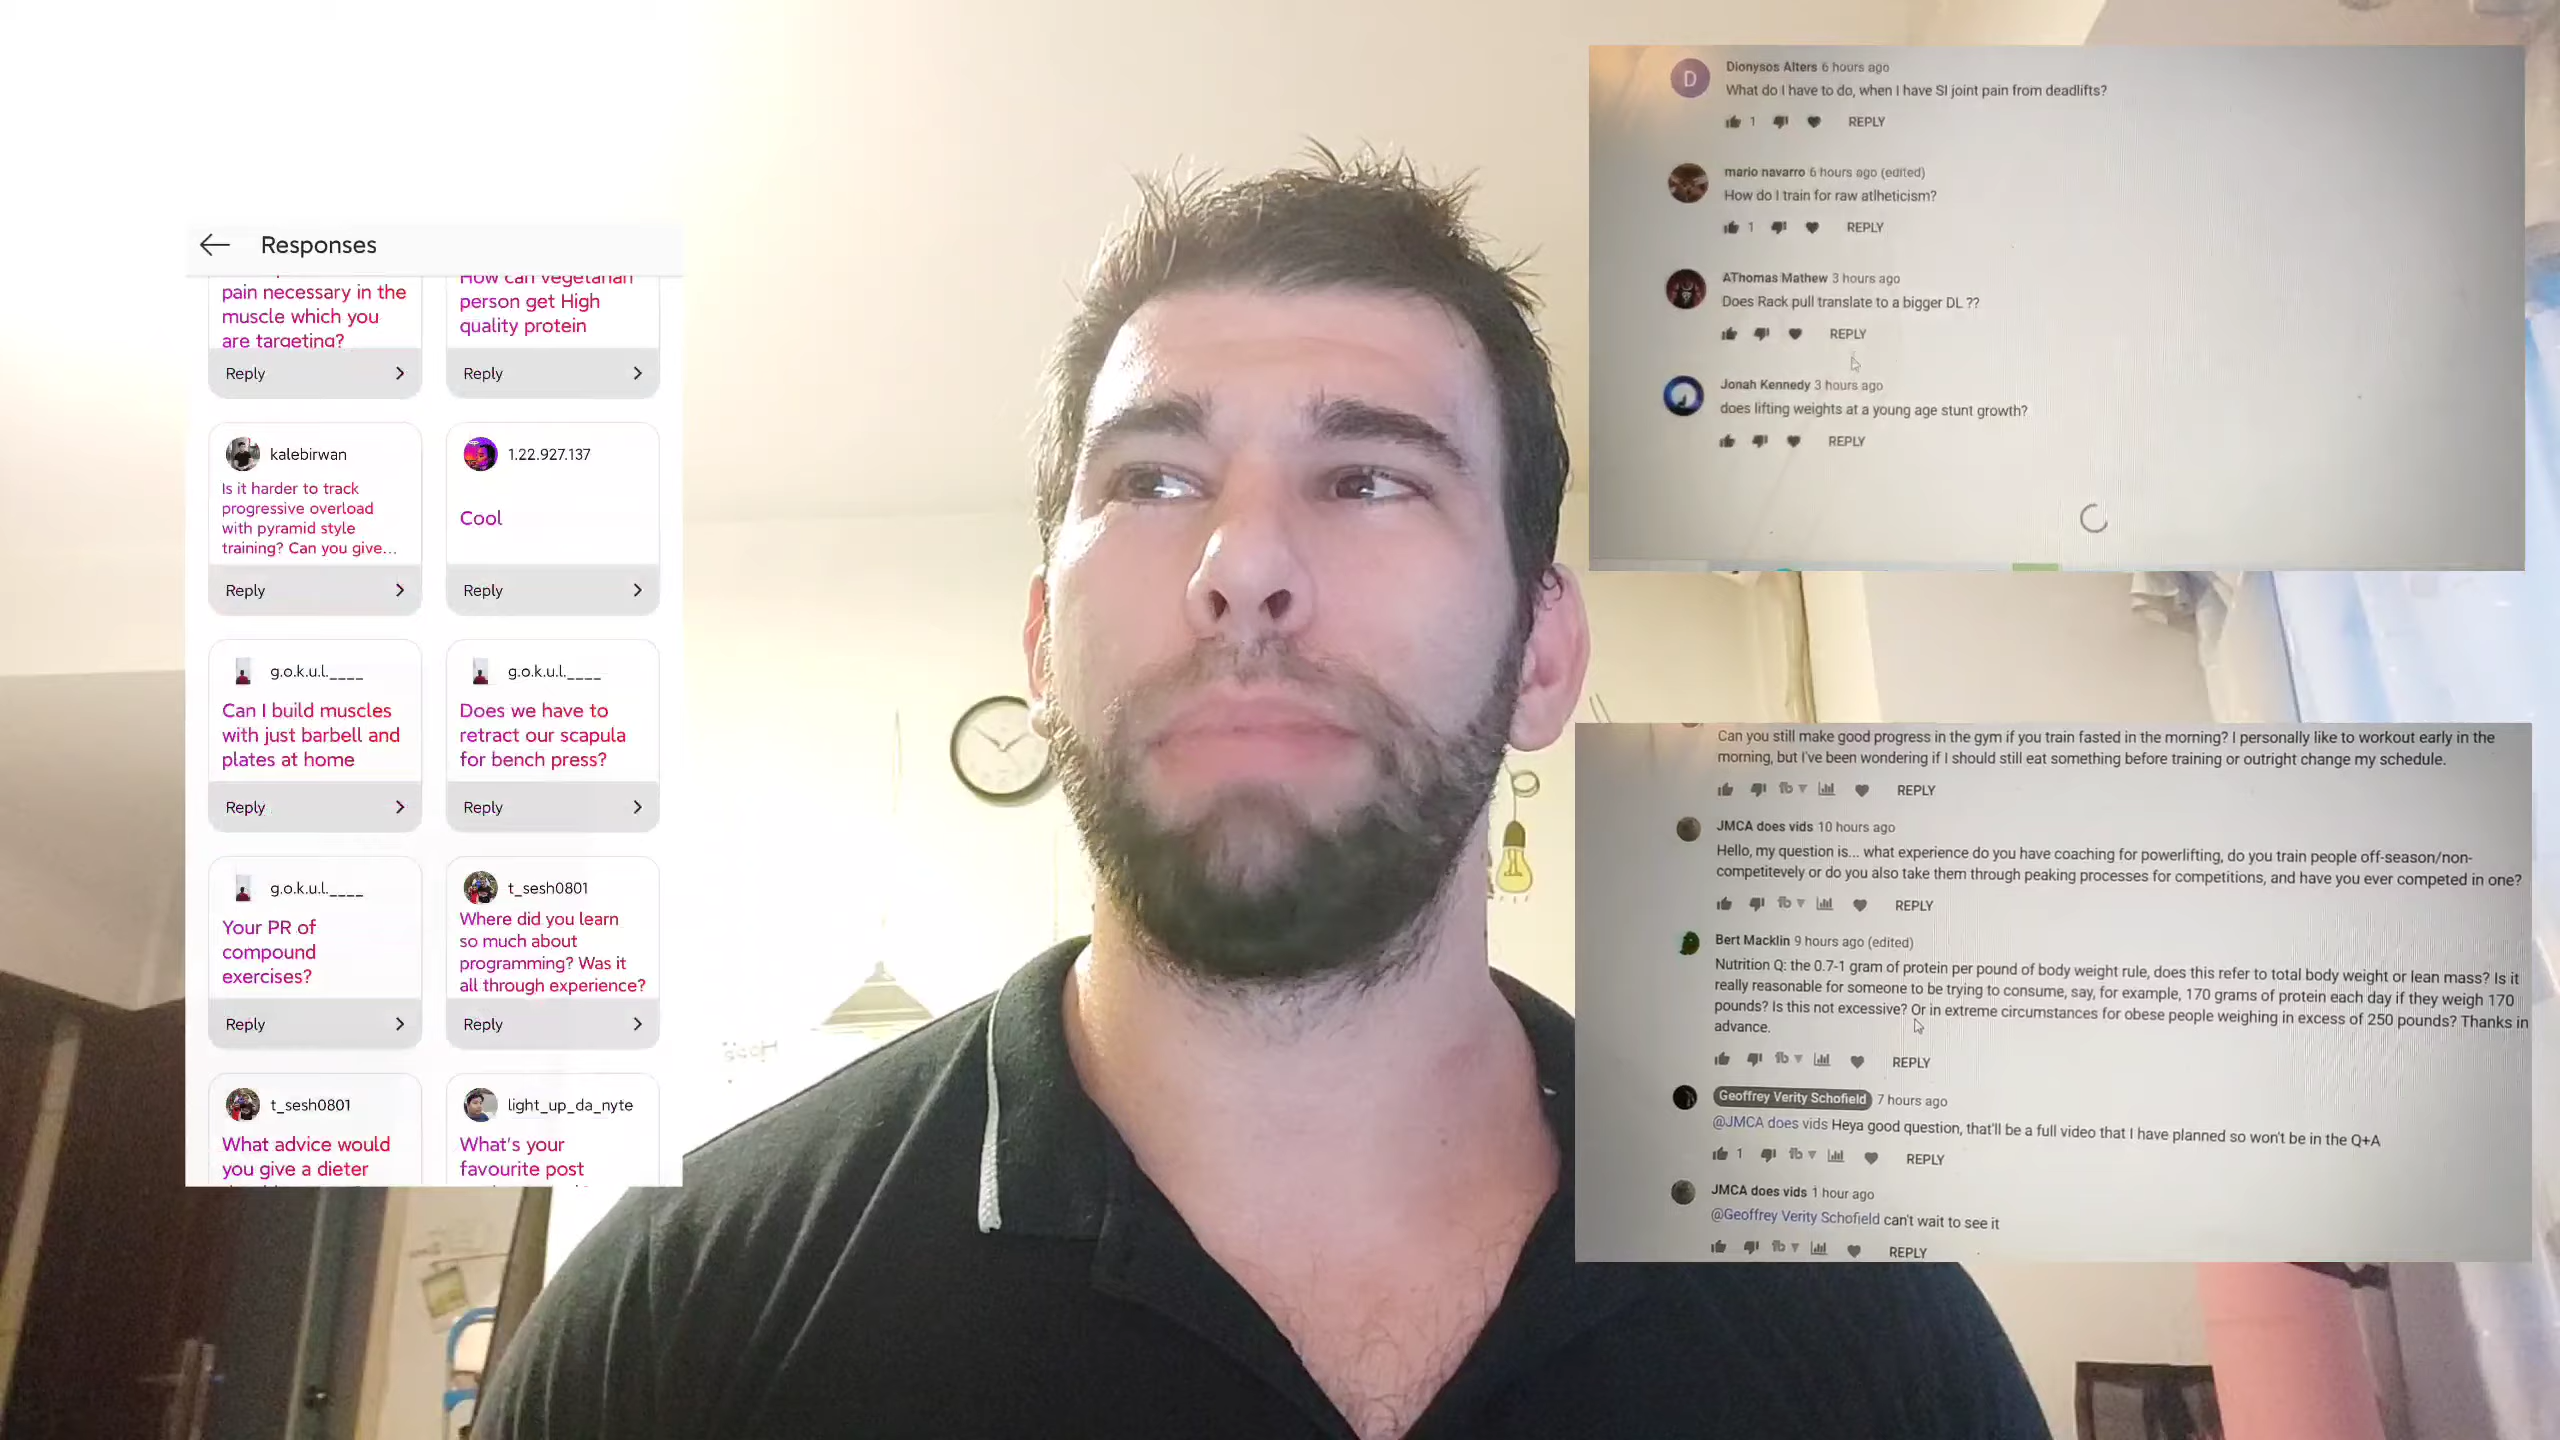 Responses
pain necessary in the
muscle which you
are targeting?
Reply
How can vegetarian
person get High
quality protein
Reply
kalebirwan
Is it harder to track
progressive overload
with pyramid style
training? Can you give...
Reply
1.22.927.137
Cool
Reply
g.o.k.u.l.____
Can I build muscles
with just barbell and
plates at home
Reply
g.o.k.u.l.____
Does we have to
retract our scapula
for bench press?
Reply
g.o.k.u.l.____
Your PR of
compound
exercises?
Reply
t_sesh0801
Where did you learn
so much about
programming? Was it
all through experience?
Reply
t_sesh0801
What advice would
you give a dieter
light_up_da_nyte
What's your
favourite post
D
Dionysos Alters 6 hours ago
What do I have to do, when I have SI joint pain from deadlifts?
1 REPLY
mario navarro 6 hours ago (edited)
How do I train for raw atlheticism?
1 REPLY
AThomas Mathew 3 hours ago
Does Rack pull translate to a bigger DL ??
REPLY
Jonah Kennedy 3 hours ago
does lifting weights at a young age stunt growth?
REPLY
Can you still make good progress in the gym if you train fasted in the morning? I personally like to workout early in the
morning, but I've been wondering if I should still eat something before training or outright change my schedule.
REPLY
JMCA does vids 10 hours ago
Hello, my question is... what experience do you have coaching for powerlifting, do you train people off-season/non-
competitevely or do you also take them through peaking processes for competitions, and have you ever competed in one?
REPLY
Bert Macklin 9 hours ago (edited)
Nutrition Q: the 0.7-1 gram of protein per pound of body weight rule, does this refer to total body weight or lean mass? Is it
really reasonable for someone to be trying to consume, say, for example, 170 grams of protein each day if they weigh 170
pounds? Is this not excessive? Or in extreme circumstances for obese people weighing in excess of 250 pounds? Thanks in
advance.
REPLY
Geoffrey Verity Schofield 7 hours ago
@JMCA does vids Heya good question, that'll be a full video that I have planned so won't be in the Q+A
1 REPLY
JMCA does vids 1 hour ago
@Geoffrey Verity Schofield can't wait to see it
REPLY